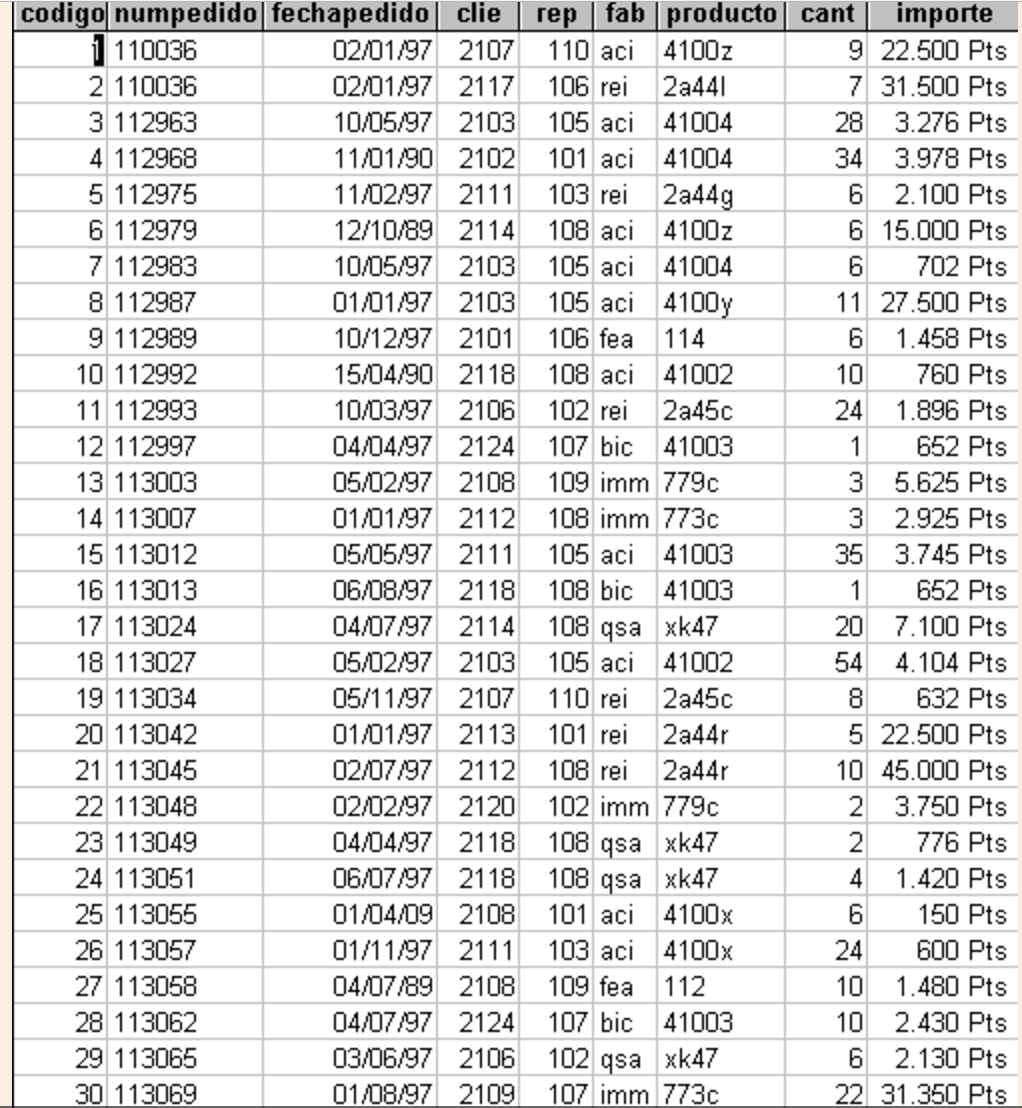 codigo numpedido fechapedido clie rep fab producto cant importe
1 110036 02/01/97 2107 110 aci 4100z 9 22.500 Pts
2 110036 02/01/97 2117 106 rei 2a44l 7 31.500 Pts
3 112963 10/05/97 2103 105 aci 41004 28 3.276 Pts
4 112968 11/01/90 2102 101 aci 41004 34 3.978 Pts
5 112975 11/02/97 2111 103 rei 2a44g 6 2.100 Pts
6 112979 12/10/89 2114 108 aci 4100z 6 15.000 Pts
7 112983 10/05/97 2103 105 aci 41004 6 702 Pts
8 112987 01/01/97 2103 105 aci 4100y 11 27.500 Pts
9 112989 10/12/97 2101 106 fea 114 6 1.458 Pts
10 112992 15/04/90 2118 108 aci 41002 10 760 Pts
11 112993 10/03/97 2106 102 rei 2a45c 24 1.896 Pts
12 112997 04/04/97 2124 107 bic 41003 1 652 Pts
13 113003 05/02/97 2108 109 imm 779c 3 5.625 Pts
14 113007 01/01/97 2112 108 imm 773c 3 2.925 Pts
15 113012 05/05/97 2111 105 aci 41003 35 3.745 Pts
16 113013 06/08/97 2118 108 bic 41003 1 652 Pts
17 113024 04/07/97 2114 108 qsa xk47 20 7.100 Pts
18 113027 05/02/97 2103 105 aci 41002 54 4.104 Pts
19 113034 05/11/97 2107 110 rei 2a45c 8 632 Pts
20 113042 01/01/97 2113 101 rei 2a44r 5 22.500 Pts
21 113045 02/07/97 2112 108 rei 2a44r 10 45.000 Pts
22 113048 02/02/97 2120 102 imm 779c 2 3.750 Pts
23 113049 04/04/97 2118 108 qsa xk47 2 776 Pts
24 113051 06/07/97 2118 108 qsa xk47 4 1.420 Pts
25 113055 01/04/09 2108 101 aci 4100x 6 150 Pts
26 113057 01/11/97 2111 103 aci 4100x 24 600 Pts
27 113058 04/07/89 2108 109 fea 112 10 1.480 Pts
28 113062 04/07/97 2124 107 bic 41003 10 2.430 Pts
29 113065 03/06/97 2106 102 qsa xk47 6 2.130 Pts
30 113069 01/08/97 2109 107 imm 773c 22 31.350 Pts